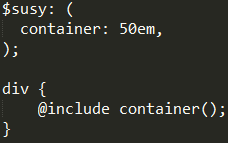 $susy: (
  container: 50em,
);

div {
    @include container();
}